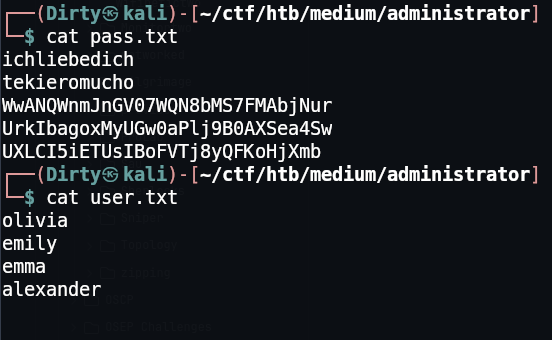 ┌──(Dirty㉿kali)-[~/ctf/htb/medium/administrator]
└─$ cat pass.txt
ichliebedich
tekieromucho
WwANQWnmJnGV07WQN8bMS7FMAbjNur
UrkIbagoxMyUGw0aPlj9B0AXSea4Sw
UXLCI5iETUsIBoFVTj8yQFKoHjXmb
┌──(Dirty㉿kali)-[~/ctf/htb/medium/administrator]
└─$ cat user.txt
olivia
emily
emma
alexander